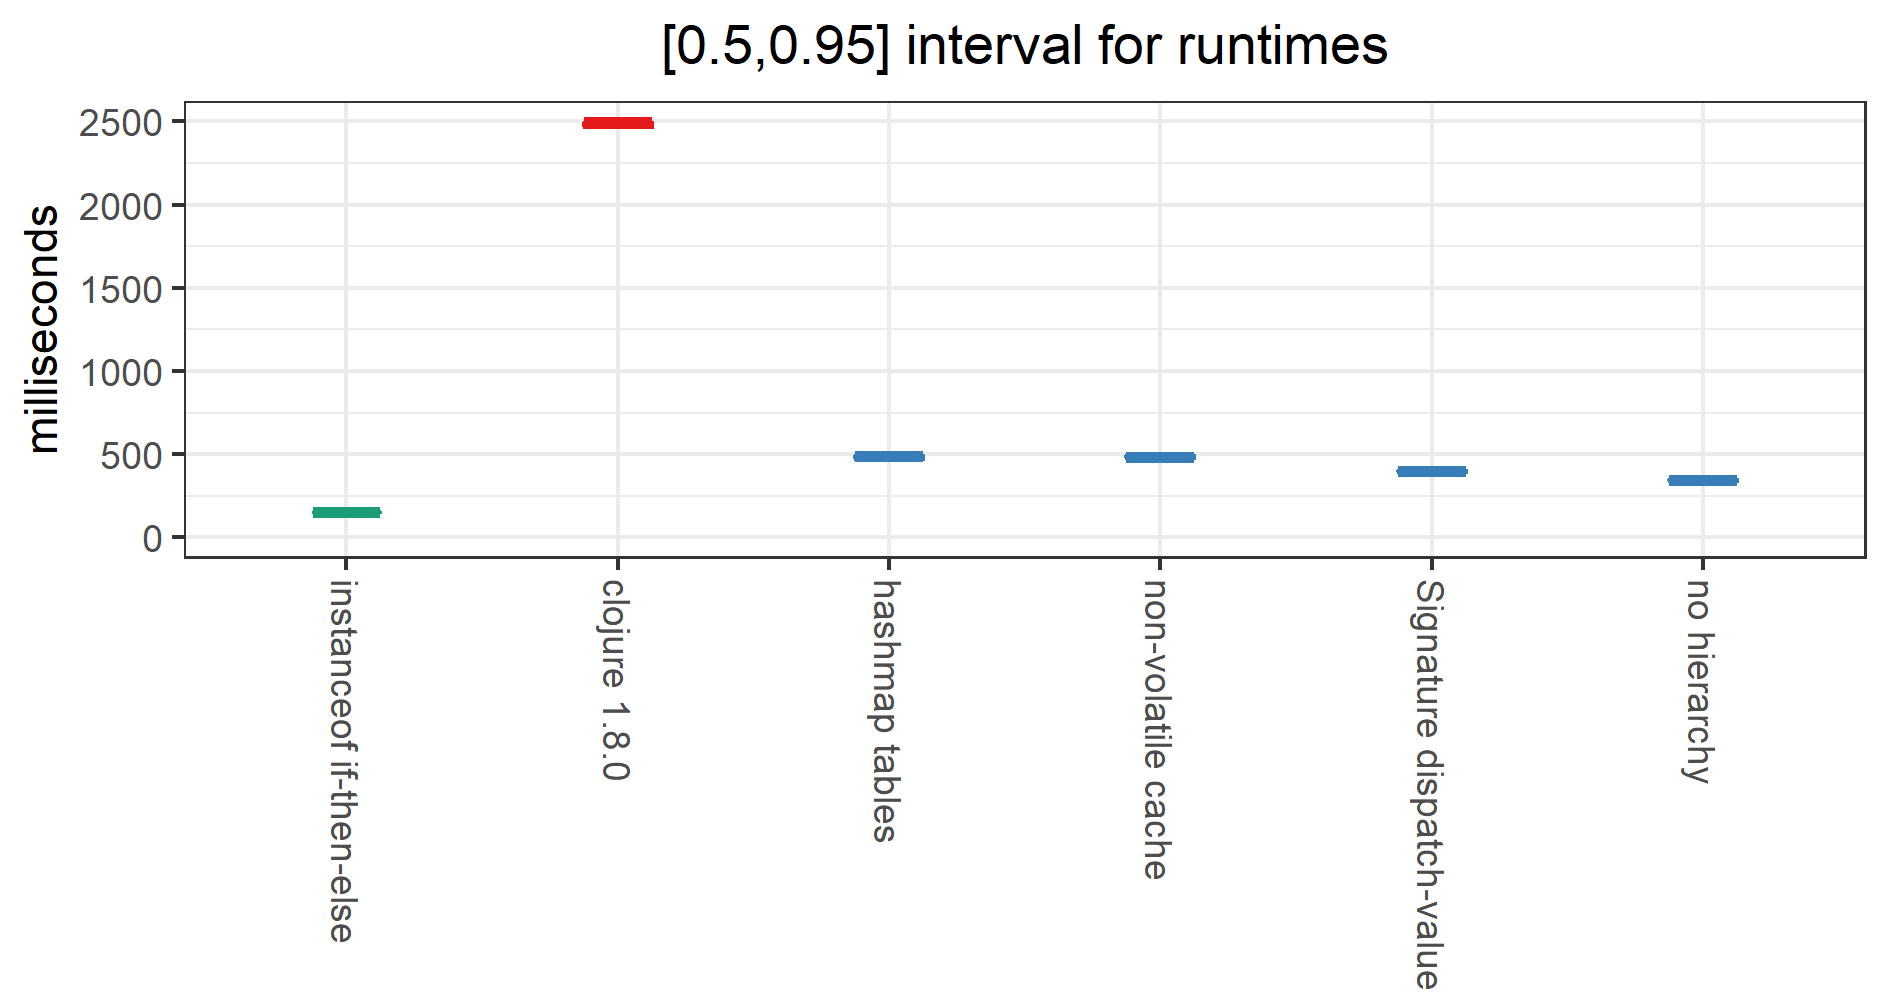 [0.5,0.95] interval for runtimes
milliseconds
2500
2000
1500
1000
500
0
instanceof if-then-else
clojure 1.8.0
hashmap tables
non-volatile cache
Signature dispatch-value
no hierarchy